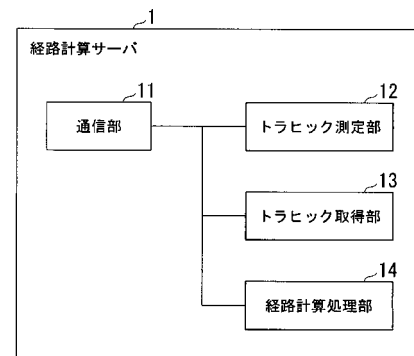 1
経路計算サーバ
11
通信部
12
トラヒック測定部
13
トラヒック取得部
14
経路計算処理部